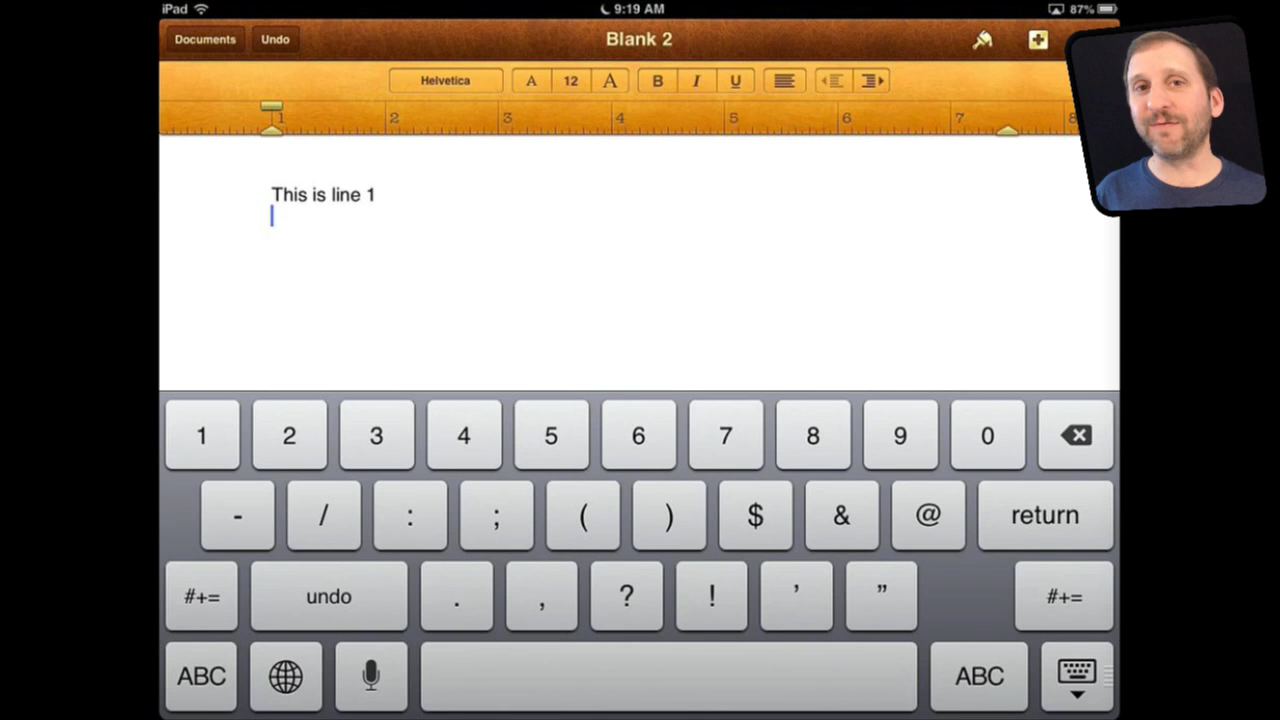 iPad 9:19 AM 87%
Documents Undo Blank 2
Helvetica A 12 A B I U
1 2 3 4 5 6 7 8
This is line 1
1 2 3 4 5 6 7 8 9 0
- / : ; ( ) $ & @ return
#+= undo . , ? ! ’ ” #+=
ABC ABC